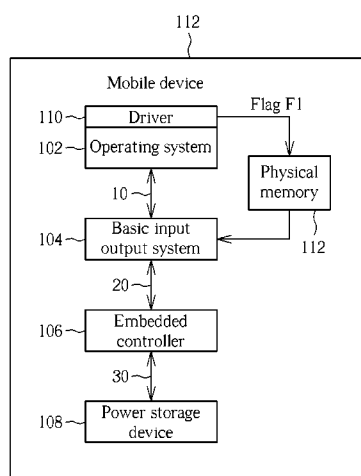 112
Mobile device
110
Driver
Flag F1
102
Operating system
10
Physical
memory
112
104
Basic input
output system
20
106
Embedded
controller
30
108
Power storage
device